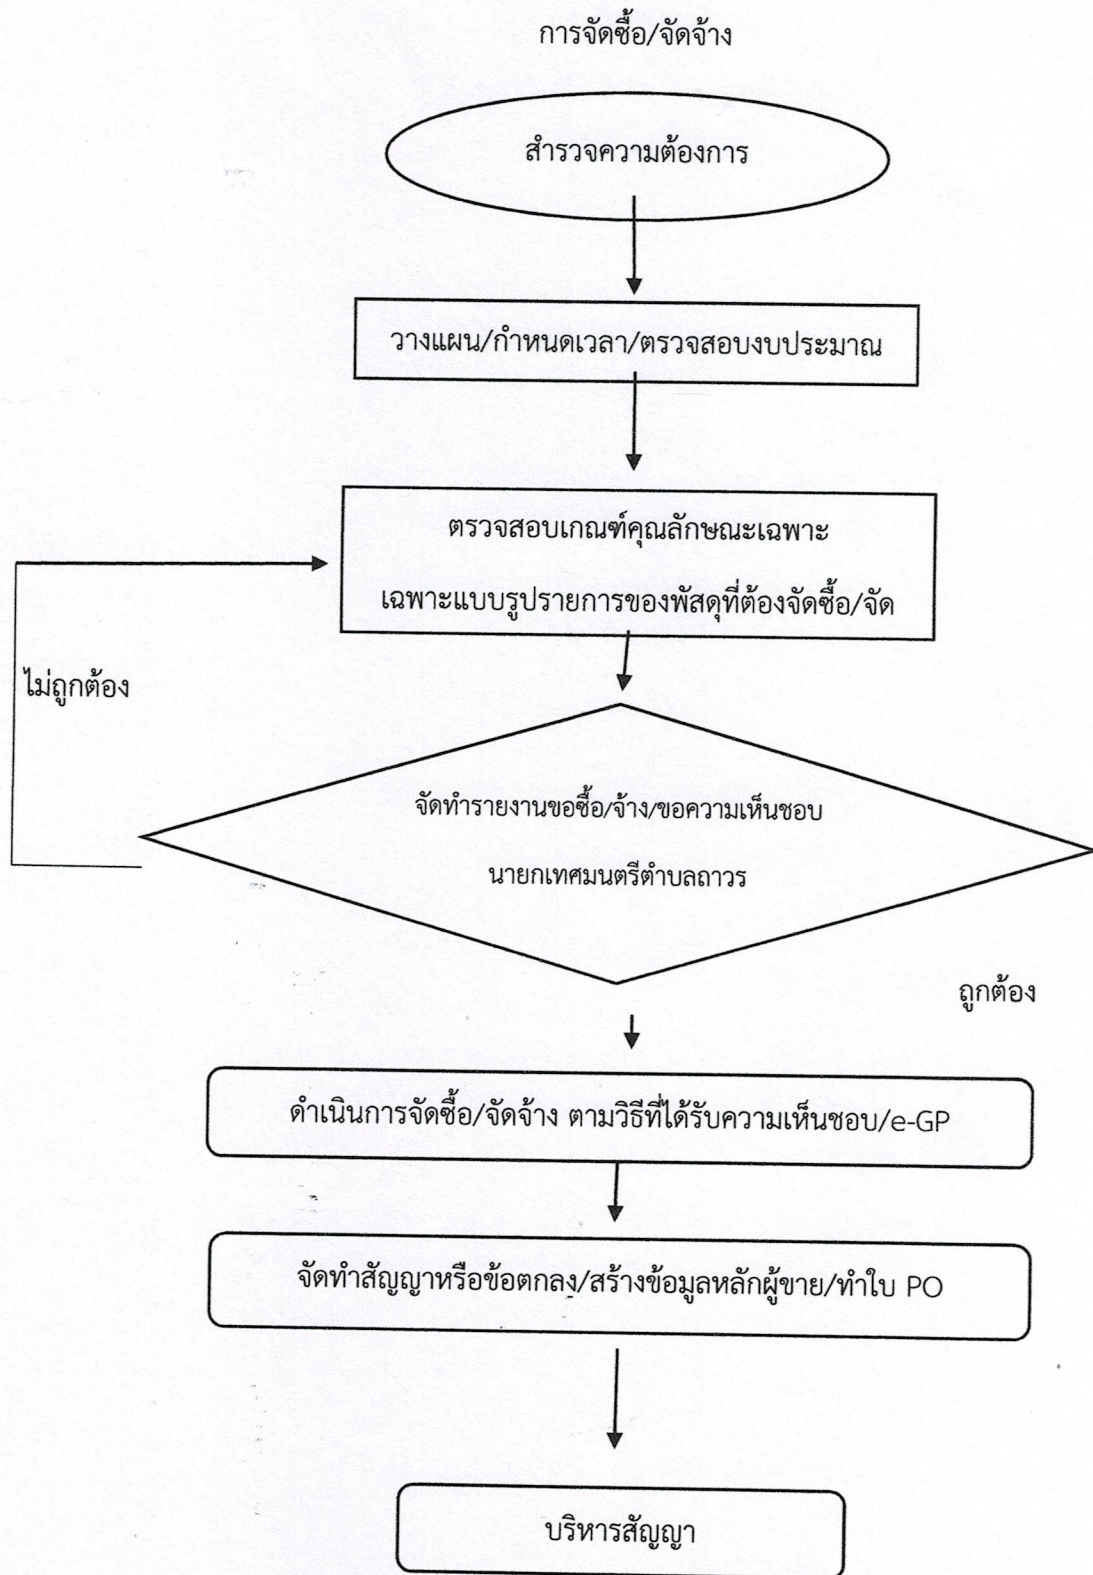 การจัดซื้อ/จัดจ้าง
สำรวจความต้องการ
วางแผน/กำหนดเวลา/ตรวจสอบงบประมาณ
ตรวจสอบเกณฑ์คุณลักษณะเฉพาะ
เฉพาะแบบรูปรายการของพัสดุที่ต้องจัดซื้อ/จัด
ไม่ถูกต้อง
จัดทำรายงานขอซื้อ/จ้าง/ขอความเห็นชอบ
นายกเทศมนตรีตำบลถาวร
ถูกต้อง
ดำเนินการจัดซื้อ/จัดจ้าง ตามวิธีที่ได้รับความเห็นชอบ/e-GP
จัดทำสัญญาหรือข้อตกลง/สร้างข้อมูลหลักผู้ขาย/ทำใบ PO
บริหารสัญญา